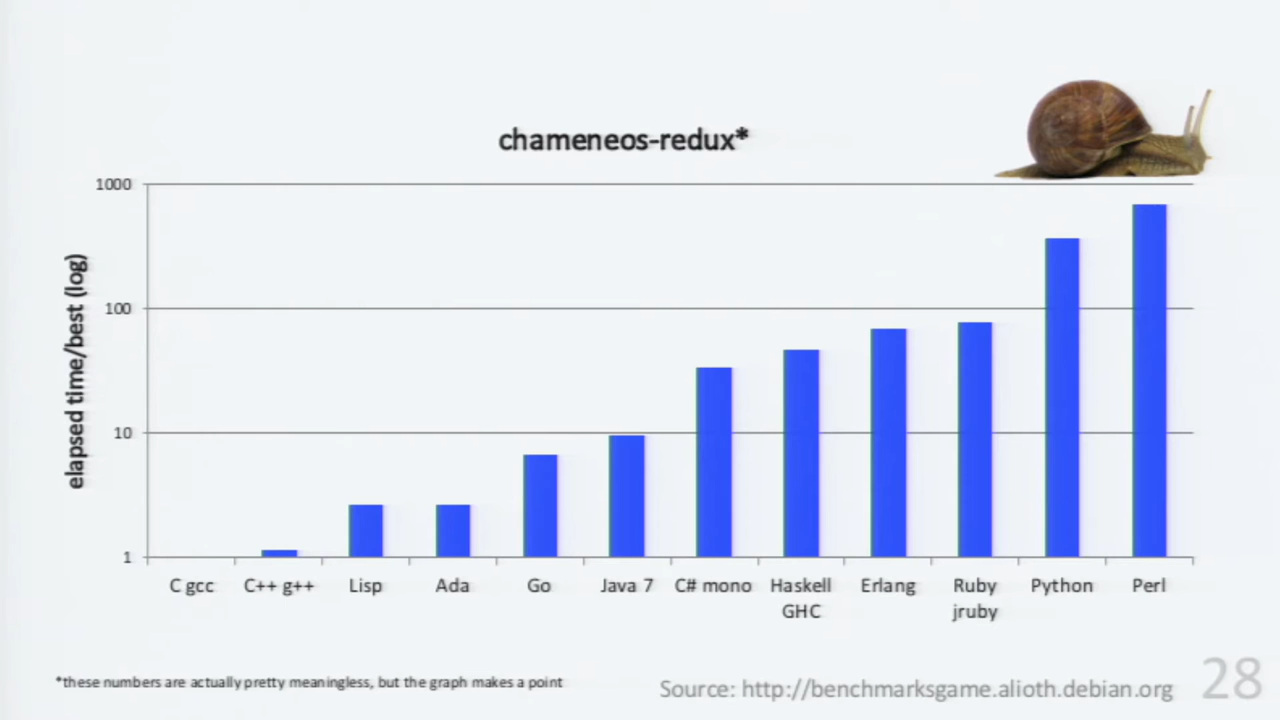 chameneos-redux*
elapsed time/best (log)
1000
100
10
1
C gcc
C++ g++
Lisp
Ada
Go
Java 7
C# mono
Haskell
GHC
Erlang
Ruby
jruby
Python
Perl
*these numbers are actually pretty meaningless, but the graph makes a point
Source: http://benchmarksgame.alioth.debian.org
28